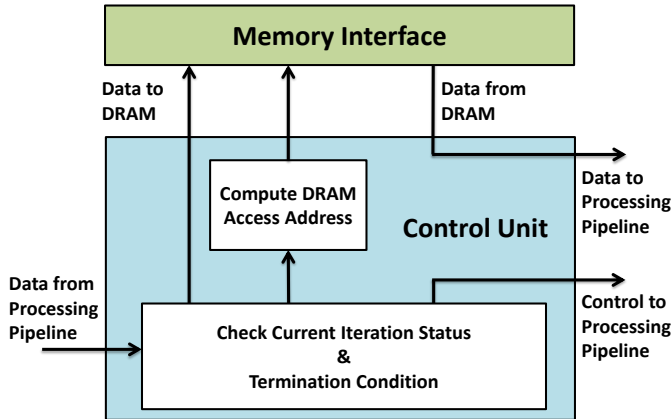 Memory Interface
Data to
DRAM
Data from
DRAM
Compute DRAM
Access Address
Control Unit
Data to
Processing
Pipeline
Data from
Processing
Pipeline
Control to
Processing
Pipeline
Check Current Iteration Status
&
Termination Condition